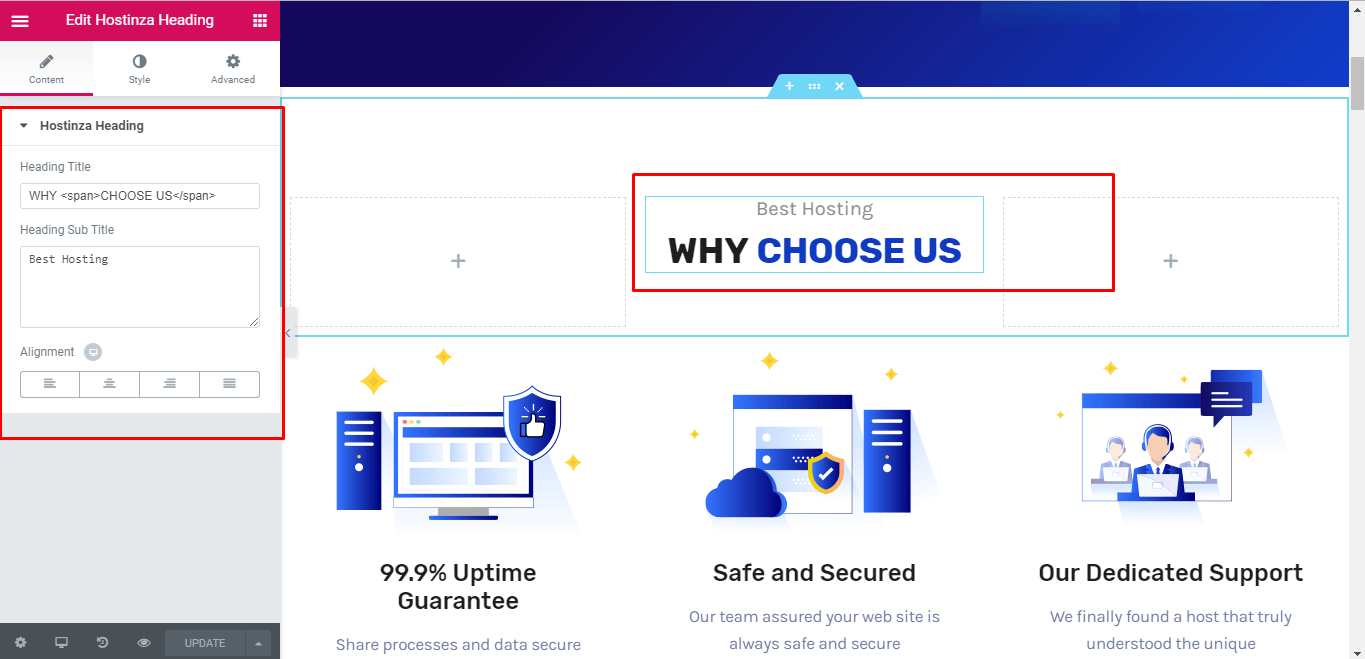 Edit Hostinza Heading
Content
Style
Advanced
Hostinza Heading
Heading Title
WHY <span>CHOOSE US</span>
Heading Sub Title
Best Hosting
Alignment
UPDATE
Best Hosting
WHY CHOOSE US
99.9% Uptime
Guarantee
Share processes and data secure
Safe and Secured
Our team assured your web site is
always safe and secure
Our Dedicated Support
We finally found a host that truly
understood the unique